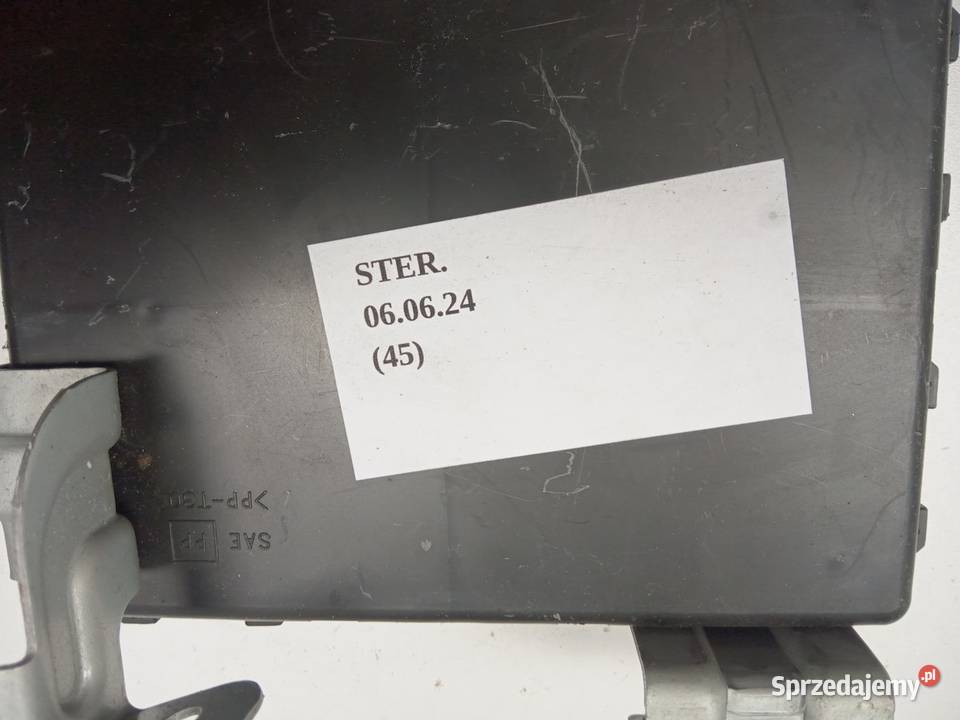 STER.
06.06.24
(45)
>PP-T30
SAE PP
Sprzedajemy.pl